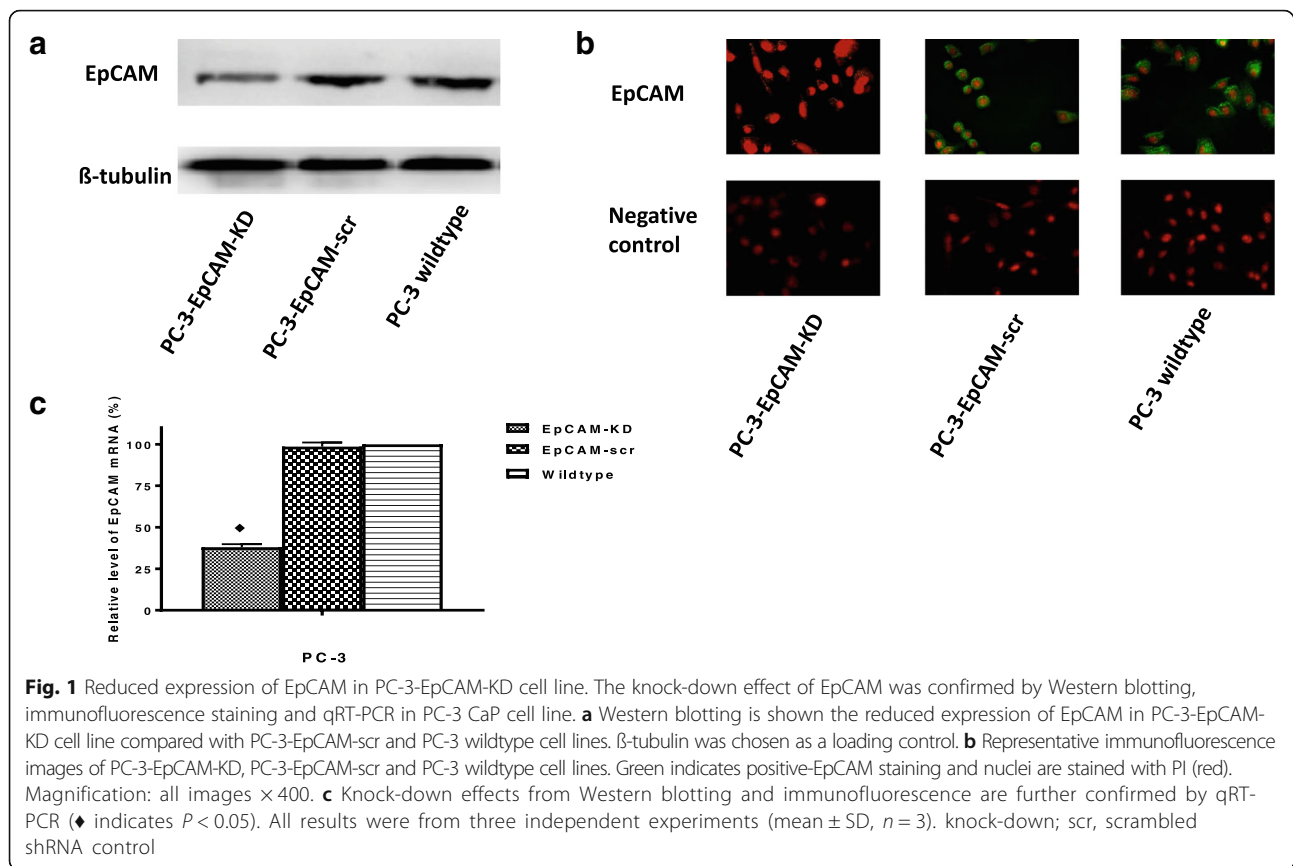 a
EpCAM
ß-tubulin
PC-3-EpCAM-KD
PC-3-EpCAM-scr
PC-3 wildtype
b
EpCAM
Negative
control
PC-3-EpCAM-KD
PC-3-EpCAM-scr
PC-3 wildtype
c
Relative level of EpCAM mRNA (%)
100
75
50
25
0
♦
PC-3
EpCAM-KD
EpCAM-scr
Wildtype
Fig. 1 Reduced expression of EpCAM in PC-3-EpCAM-KD cell line. The knock-down effect of EpCAM was confirmed by Western blotting,
immunofluorescence staining and qRT-PCR in PC-3 CaP cell line. a Western blotting is shown the reduced expression of EpCAM in PC-3-EpCAM-
KD cell line compared with PC-3-EpCAM-scr and PC-3 wildtype cell lines. ß-tubulin was chosen as a loading control. b Representative immunofluorescence
images of PC-3-EpCAM-KD, PC-3-EpCAM-scr and PC-3 wildtype cell lines. Green indicates positive-EpCAM staining and nuclei are stained with PI (red).
Magnification: all images × 400. c Knock-down effects from Western blotting and immunofluorescence are further confirmed by qRT-
PCR (♦ indicates P < 0.05). All results were from three independent experiments (mean ± SD, n = 3). knock-down; scr, scrambled
shRNA control